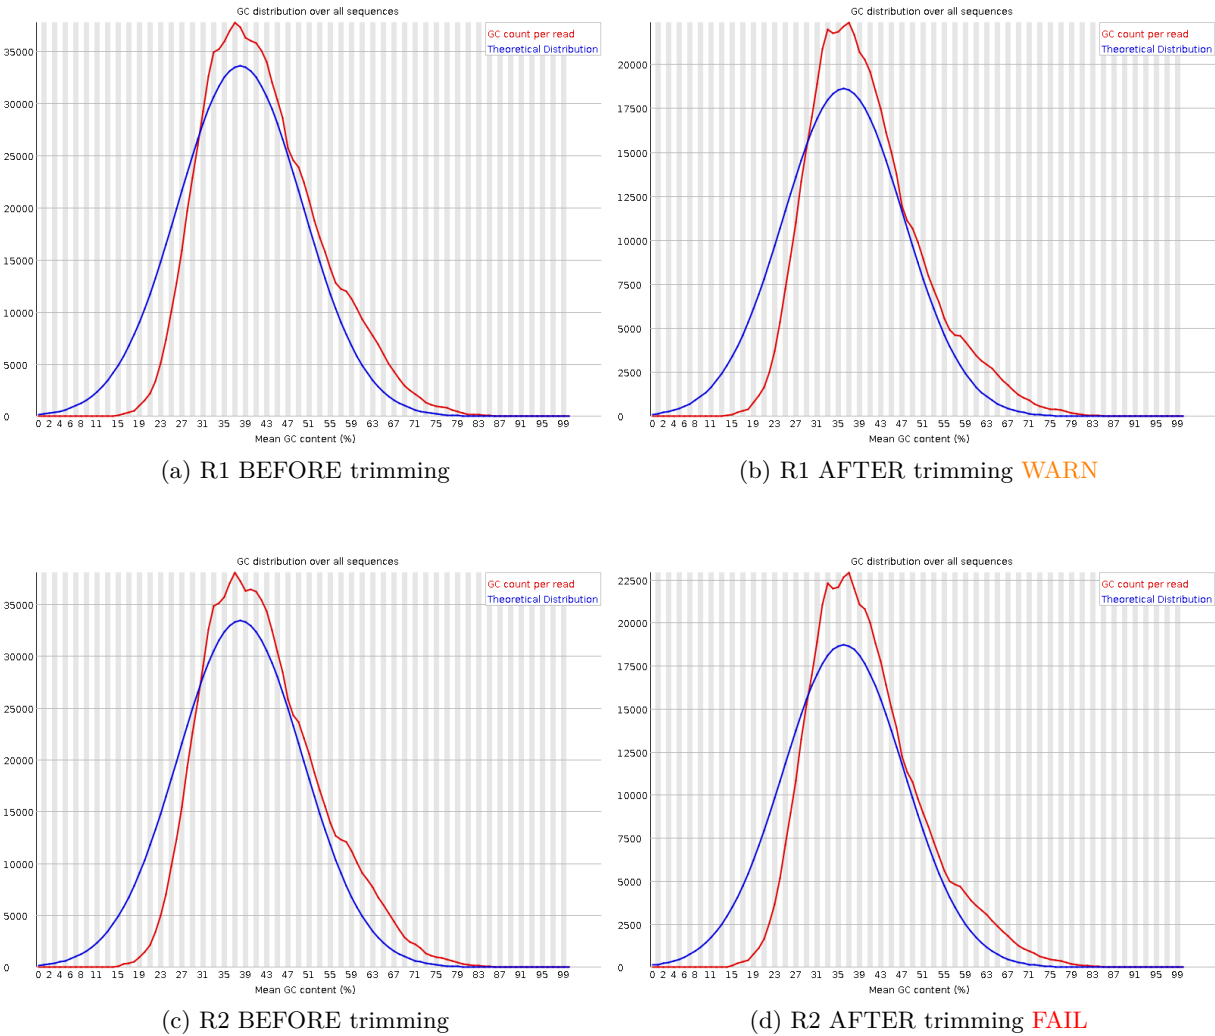 GC distribution over all sequences
GC count per read
Theoretical Distribution
35000
30000
25000
20000
15000
10000
5000
0
0 2 4 6 8 11 15 19 23 27 31 35 39 43 47 51 55 59 63 67 71 75 79 83 87 91 95 99
Mean GC content (%)
(a) R1 BEFORE trimming
GC distribution over all sequences
GC count per read
Theoretical Distribution
20000
17500
15000
12500
10000
7500
5000
2500
0
0 2 4 6 8 11 15 19 23 27 31 35 39 43 47 51 55 59 63 67 71 75 79 83 87 91 95 99
Mean GC content (%)
(b) R1 AFTER trimming WARN
GC distribution over all sequences
GC count per read
Theoretical Distribution
35000
30000
25000
20000
15000
10000
5000
0
0 2 4 6 8 11 15 19 23 27 31 35 39 43 47 51 55 59 63 67 71 75 79 83 87 91 95 99
Mean GC content (%)
(c) R2 BEFORE trimming
GC distribution over all sequences
GC count per read
Theoretical Distribution
22500
20000
17500
15000
12500
10000
7500
5000
2500
0
0 2 4 6 8 11 15 19 23 27 31 35 39 43 47 51 55 59 63 67 71 75 79 83 87 91 95 99
Mean GC content (%)
(d) R2 AFTER trimming FAIL